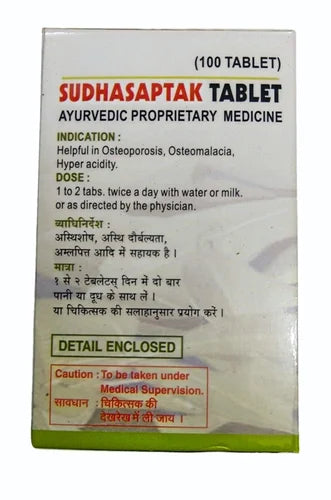 (100 TABLET)
SUDHASAPTAK TABLET
AYURVEDIC PROPRIETARY MEDICINE
INDICATION :
Helpful in Osteoporosis, Osteomalacia,
Hyper acidity.
DOSE :
1 to 2 tabs. twice a day with water or milk.
or as directed by the physician.
व्याधिनिर्देश :
अस्थिशोष, अस्थि दौर्बल्यता,
अम्लपित्त आदि में सहायक है ।
मात्रा :
१ से २ टेबलेटस् दिन में दो बार
पानी या दूध के साथ लें ।
या चिकित्सक की सलाहानुसार प्रयोग करें ।
DETAIL ENCLOSED
Caution : To be taken under
Medical Supervision.
सावधान : चिकित्सक की
देखरेख में ली जाय ।